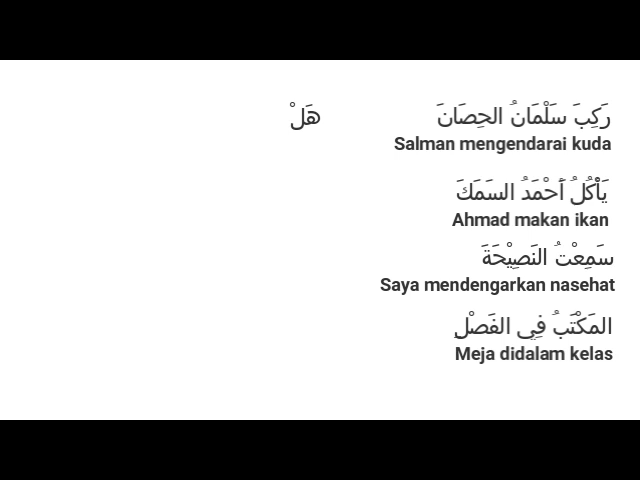 رَكِبَ سَلْمَانُ الحِصَانَ هَلْ
Salman mengendarai kuda
يَأْكُلُ أَحْمَدُ السَمَكَ
Ahmad makan ikan
سَمِعْتُ النَصِيْحَةَ
Saya mendengarkan nasehat
المَكْتَبُ فِي الفَصْلِ
Meja didalam kelas